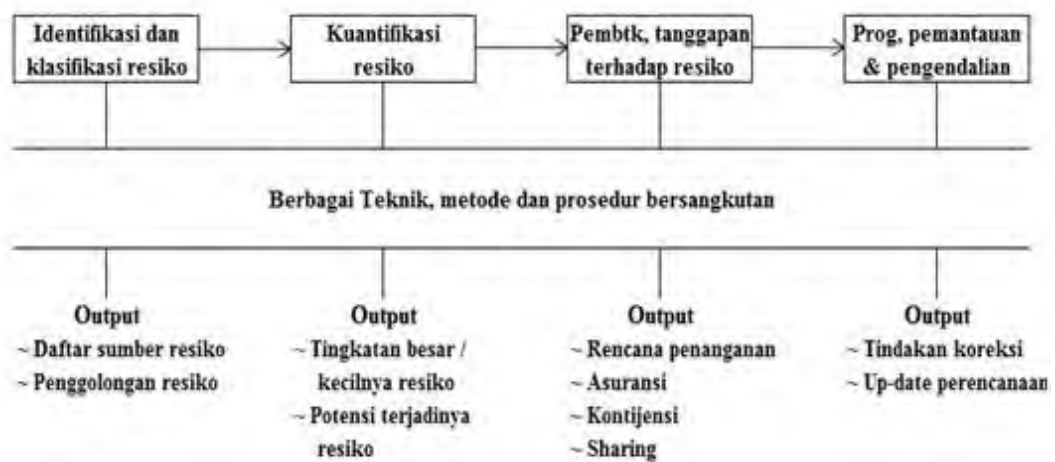 Identifikasi dan
klasifikasi resiko
Kuantifikasi
resiko
Pembtk, tanggapan
terhadap resiko
Prog, pemantauan
& pengendalian
Berbagai Teknik, metode dan prosedur bersangkutan
Output
~ Daftar sumber resiko
~ Penggolongan resiko
Output
~ Tingkatan besar /
kecilnya resiko
~ Potensi terjadinya
resiko
Output
~ Rencana penanganan
~ Asuransi
~ Kontijensi
~ Sharing
Output
~ Tindakan koreksi
~ Up-date perencanaan